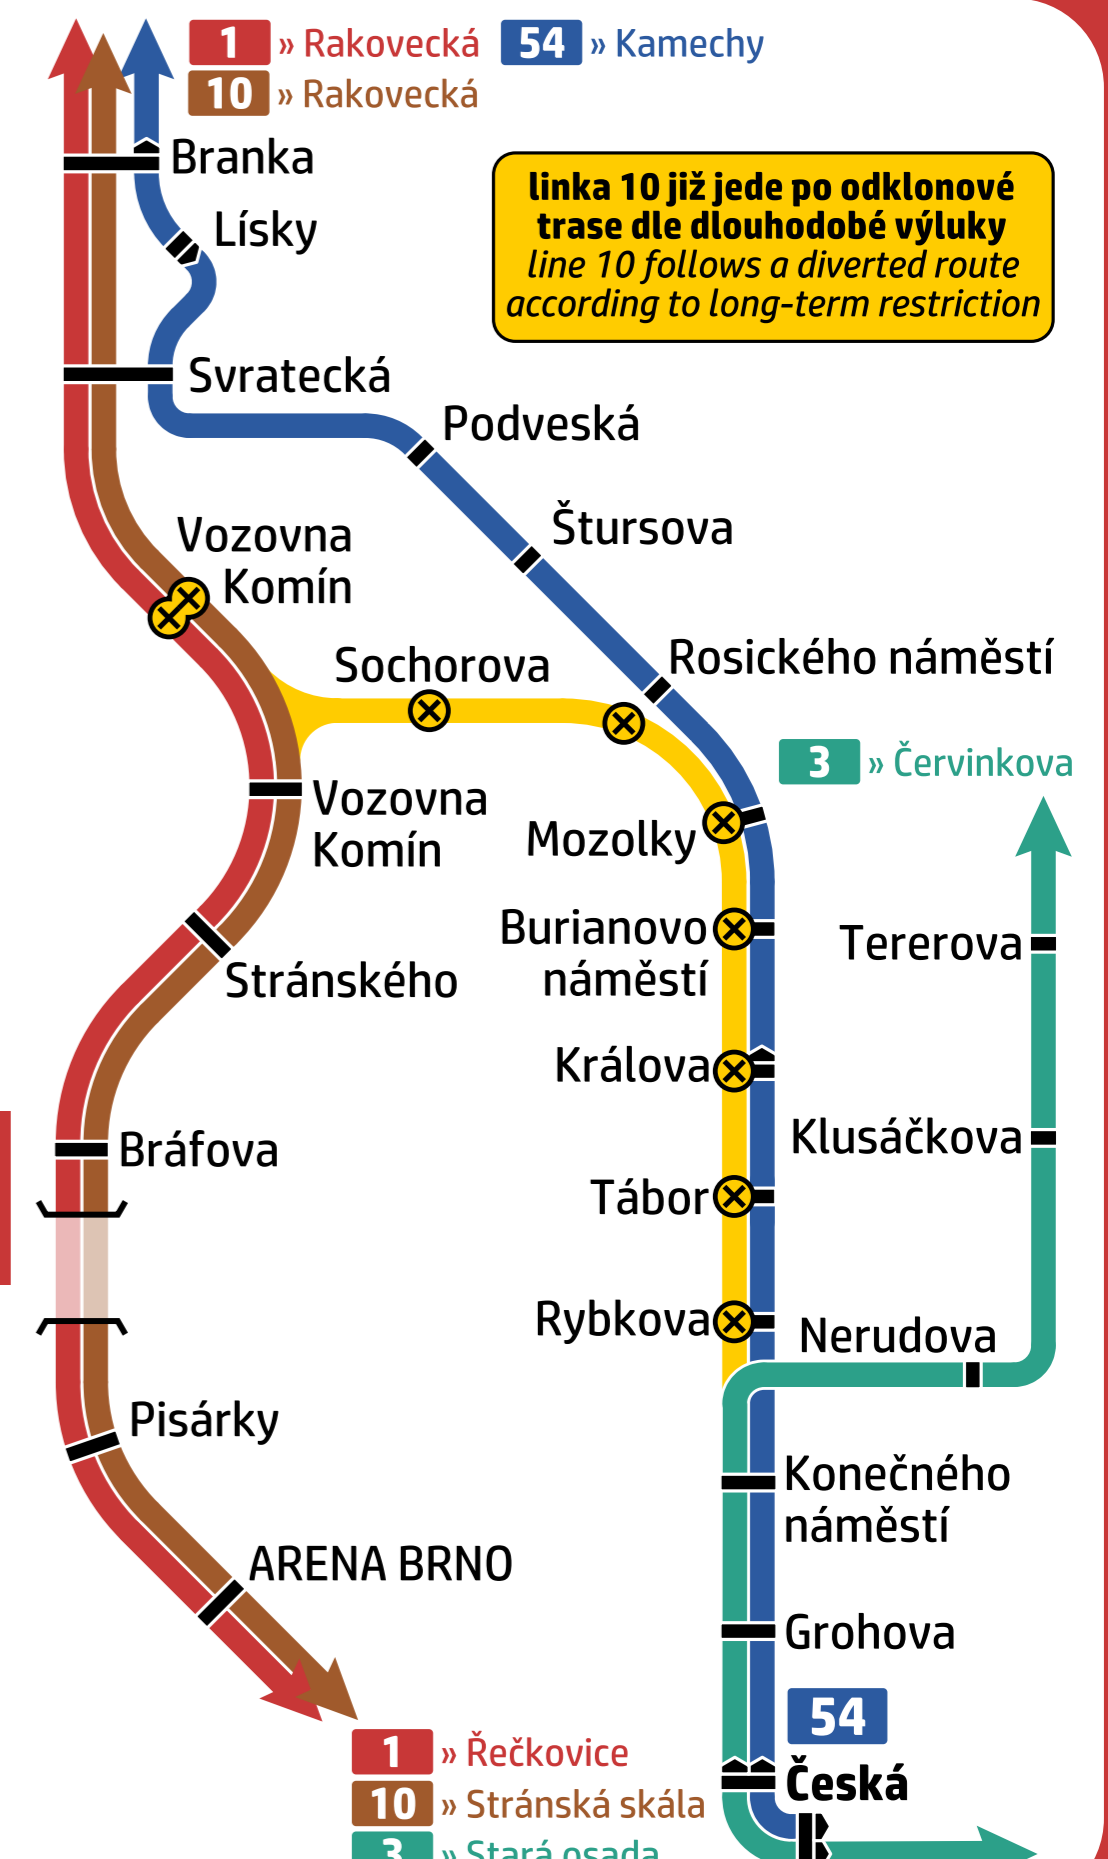 1 » Rakovecká 54 » Kamechy
10 » Rakovecká
Branka
linka 10 již jede po odklonové
trase dle dlouhodobé výluky
line 10 follows a diverted route
according to long-term restriction
Lísky
Svratecká
Podveská
Štursova
Vozovna
Komín
Sochorova
Rosického náměstí
3 » Červinkova
Vozovna
Komín
Mozolky
Burianovo
náměstí
Tererova
Stránského
Králova
Klusáčkova
Bráfova
Tábor
Rybkova
Nerudova
Pisárky
Konečného
náměstí
ARENA BRNO
Grohova
54
Česká
1 » Řečkovice
10 » Stránská skála
3 » Stará osada